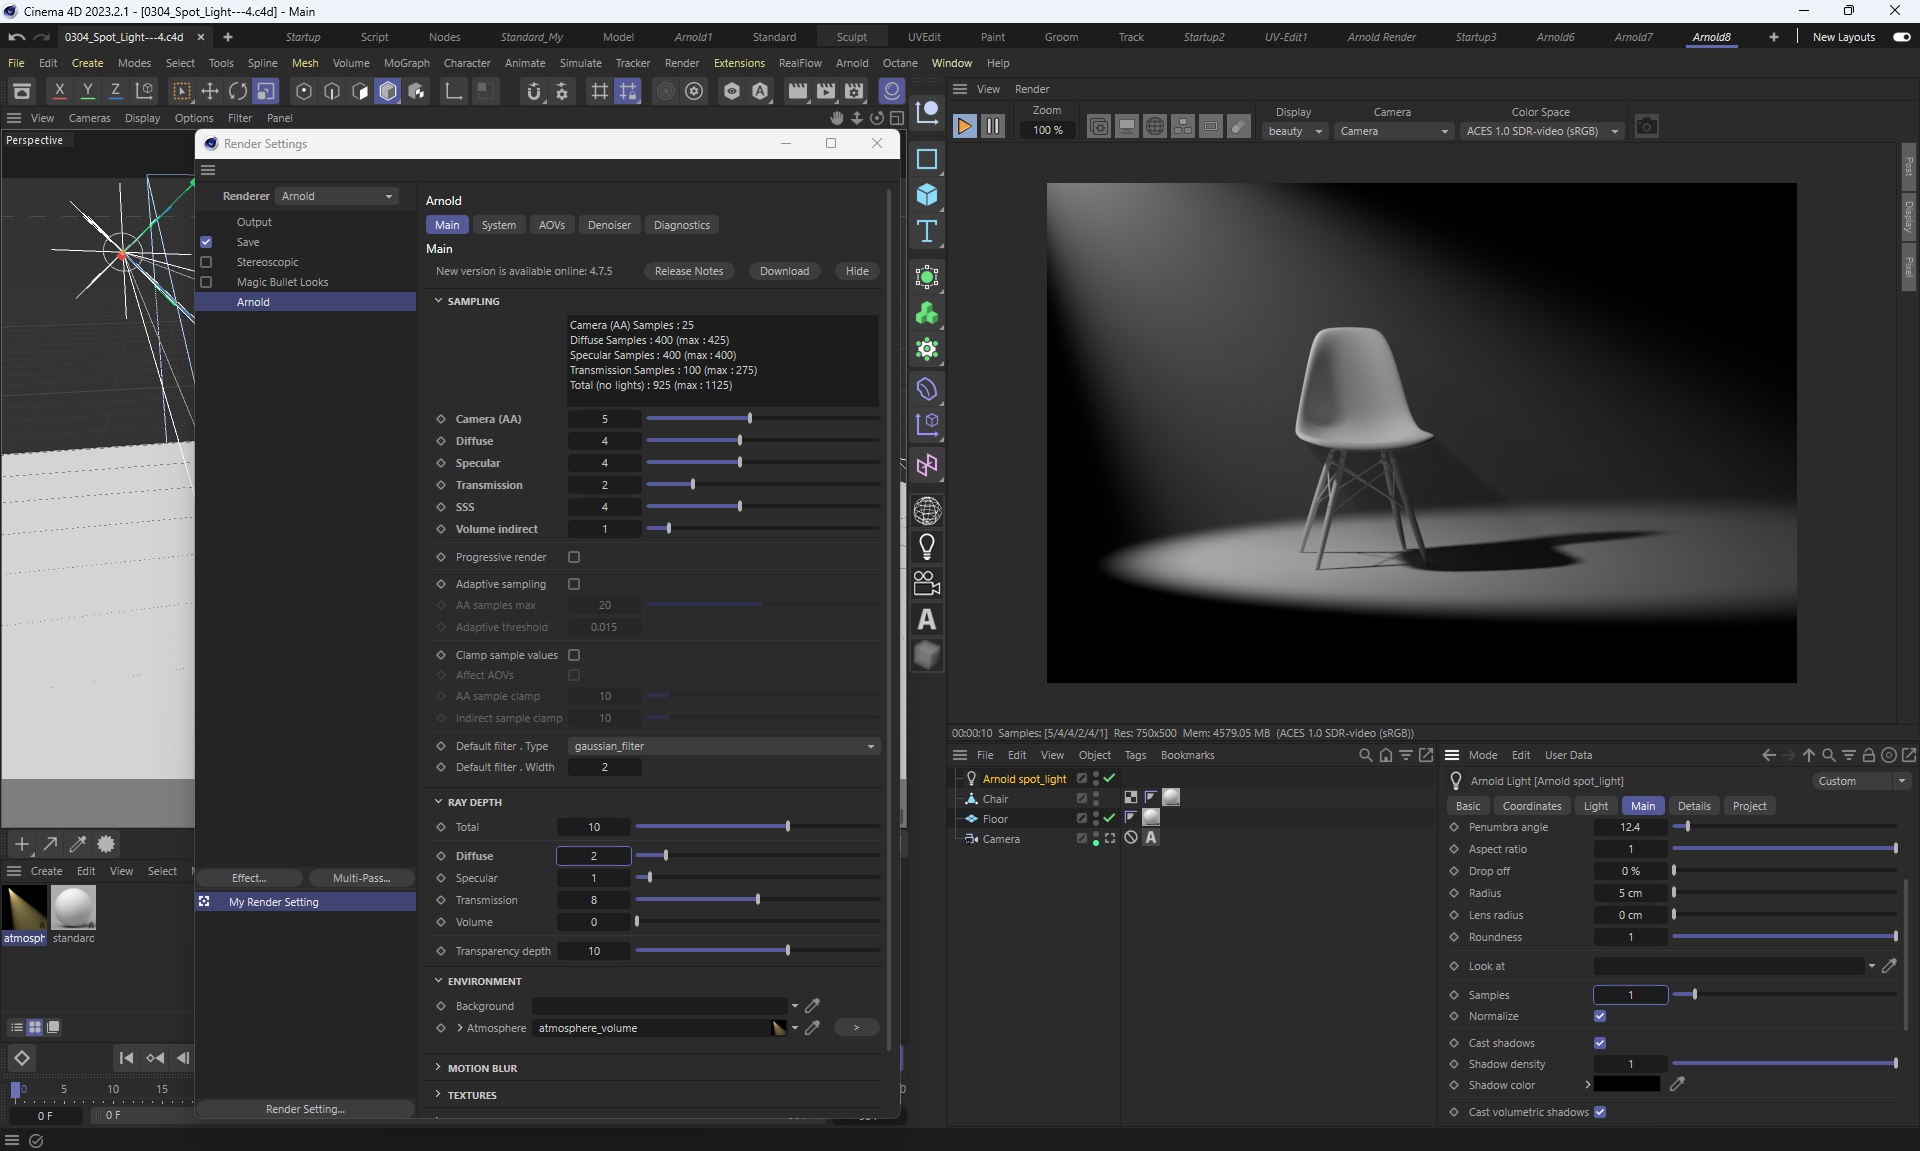 Cinema 4D 2023.2.1 - [0304_Spot_Light---4.c4d] - Main
0304_Spot_Light---4.c4d × + Startup Script Nodes Standard_My Model Arnold1 Standard Sculpt UVEdit Paint Groom Track Startup2 UV-Edit1 Arnold Render Startup3 Arnold6 Arnold7 Arnold8 + New Layouts
File Edit Create Modes Select Tools Spline Mesh Volume MoGraph Character Animate Simulate Tracker Render Extensions RealFlow Arnold Octane Window Help
X Y Z
View Cameras Display Options Filter Panel
Perspective
Render Settings
Renderer Arnold
Output
Save
Stereoscopic
Magic Bullet Looks
Arnold
Effect... Multi-Pass...
My Render Setting
Render Setting...
Arnold
Main System AOVs Denoiser Diagnostics
Main
New version is available online: 4.7.5 Release Notes Download Hide
SAMPLING
Camera (AA) Samples : 25
Diffuse Samples : 400 (max : 425)
Specular Samples : 400 (max : 400)
Transmission Samples : 100 (max : 275)
Total (no lights) : 925 (max : 1125)
Camera (AA) 5
Diffuse 4
Specular 4
Transmission 2
SSS 4
Volume indirect 1
Progressive render
Adaptive sampling
AA samples max 20
Adaptive threshold 0.015
Clamp sample values
Affect AOVs
AA sample clamp 10
Indirect sample clamp 10
Default filter . Type gaussian_filter
Default filter . Width 2
RAY DEPTH
Total 10
Diffuse 2
Specular 1
Transmission 8
Volume 0
Transparency depth 10
ENVIRONMENT
Background
Atmosphere atmosphere_volume >
MOTION BLUR
TEXTURES
Create Edit View Select
atmosph standard
0 5 10 15
0 F 0 F
View Render
Zoom
100 %
Display
beauty
Camera
Camera
Color Space
ACES 1.0 SDR-video (sRGB)
Post
Display
Pixel
00:00:10 Samples: [5/4/4/2/4/1] Res: 750x500 Mem: 4579.05 MB (ACES 1.0 SDR-video (sRGB))
File Edit View Object Tags Bookmarks
Arnold spot_light
Chair
Floor
Camera
Mode Edit User Data
Arnold Light [Arnold spot_light] Custom
Basic Coordinates Light Main Details Project
Penumbra angle 12.4
Aspect ratio 1
Drop off 0 %
Radius 5 cm
Lens radius 0 cm
Roundness 1
Look at
Samples 1
Normalize
Cast shadows
Shadow density 1
Shadow color
Cast volumetric shadows